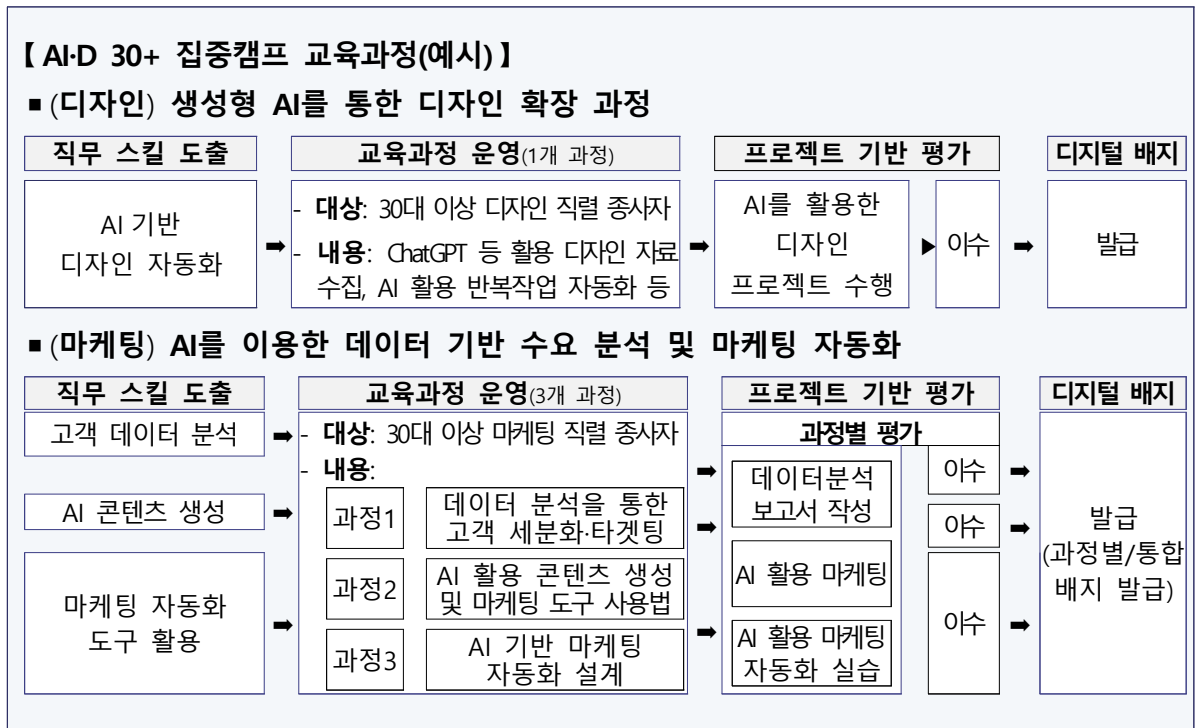 【 AI·D 30+ 집중캠프 교육과정(예시) 】
■ (디자인) 생성형 AI를 통한 디자인 확장 과정
직무 스킬 도출
교육과정 운영(1개 과정)
프로젝트 기반 평가
디지털 배지
AI 기반
디자인 자동화
➡
- 대상: 30대 이상 디자인 직렬 종사자
- 내용: ChatGPT 등 활용 디자인 자료
수집, AI 활용 반복작업 자동화 등
➡
AI를 활용한
디자인
프로젝트 수행
▶
이수
➡
발급
■ (마케팅) AI를 이용한 데이터 기반 수요 분석 및 마케팅 자동화
직무 스킬 도출
교육과정 운영(3개 과정)
프로젝트 기반 평가
디지털 배지
고객 데이터 분석
➡
AI 콘텐츠 생성
➡
마케팅 자동화
도구 활용
➡
- 대상: 30대 이상 마케팅 직렬 종사자
- 내용:
과정1
데이터 분석을 통한
고객 세분화·타겟팅
과정2
AI 활용 콘텐츠 생성
및 마케팅 도구 사용법
과정3
AI 기반 마케팅
자동화 설계
➡
➡
➡
과정별 평가
데이터분석
보고서 작성
이수
➡
AI 활용 마케팅
이수
➡
AI 활용 마케팅
자동화 실습
이수
➡
발급
(과정별/통합
배지 발급)